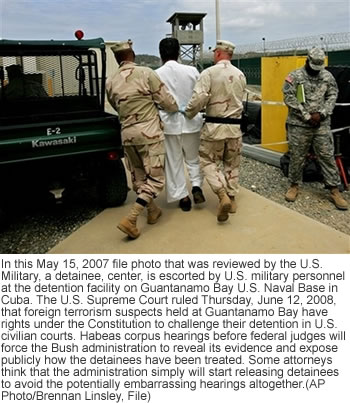 E-2
KAWASAKI
In this May 15, 2007 file photo that was reviewed by the U.S.
Military, a detainee, center, is escorted by U.S. military personnel
at the detention facility on Guantanamo Bay U.S. Naval Base in
Cuba. The U.S. Supreme Court ruled Thursday, June 12, 2008,
that foreign terrorism suspects held at Guantanamo Bay have
rights under the Constitution to challenge their detention in U.S.
civilian courts. Habeas corpus hearings before federal judges will
force the Bush administration to reveal its evidence and expose
publicly how the detainees have been treated. Some attorneys
think that the administration simply will start releasing detainees
to avoid the potentially embarrassing hearings altogether.(AP
Photo/Brennan Linsley, File)